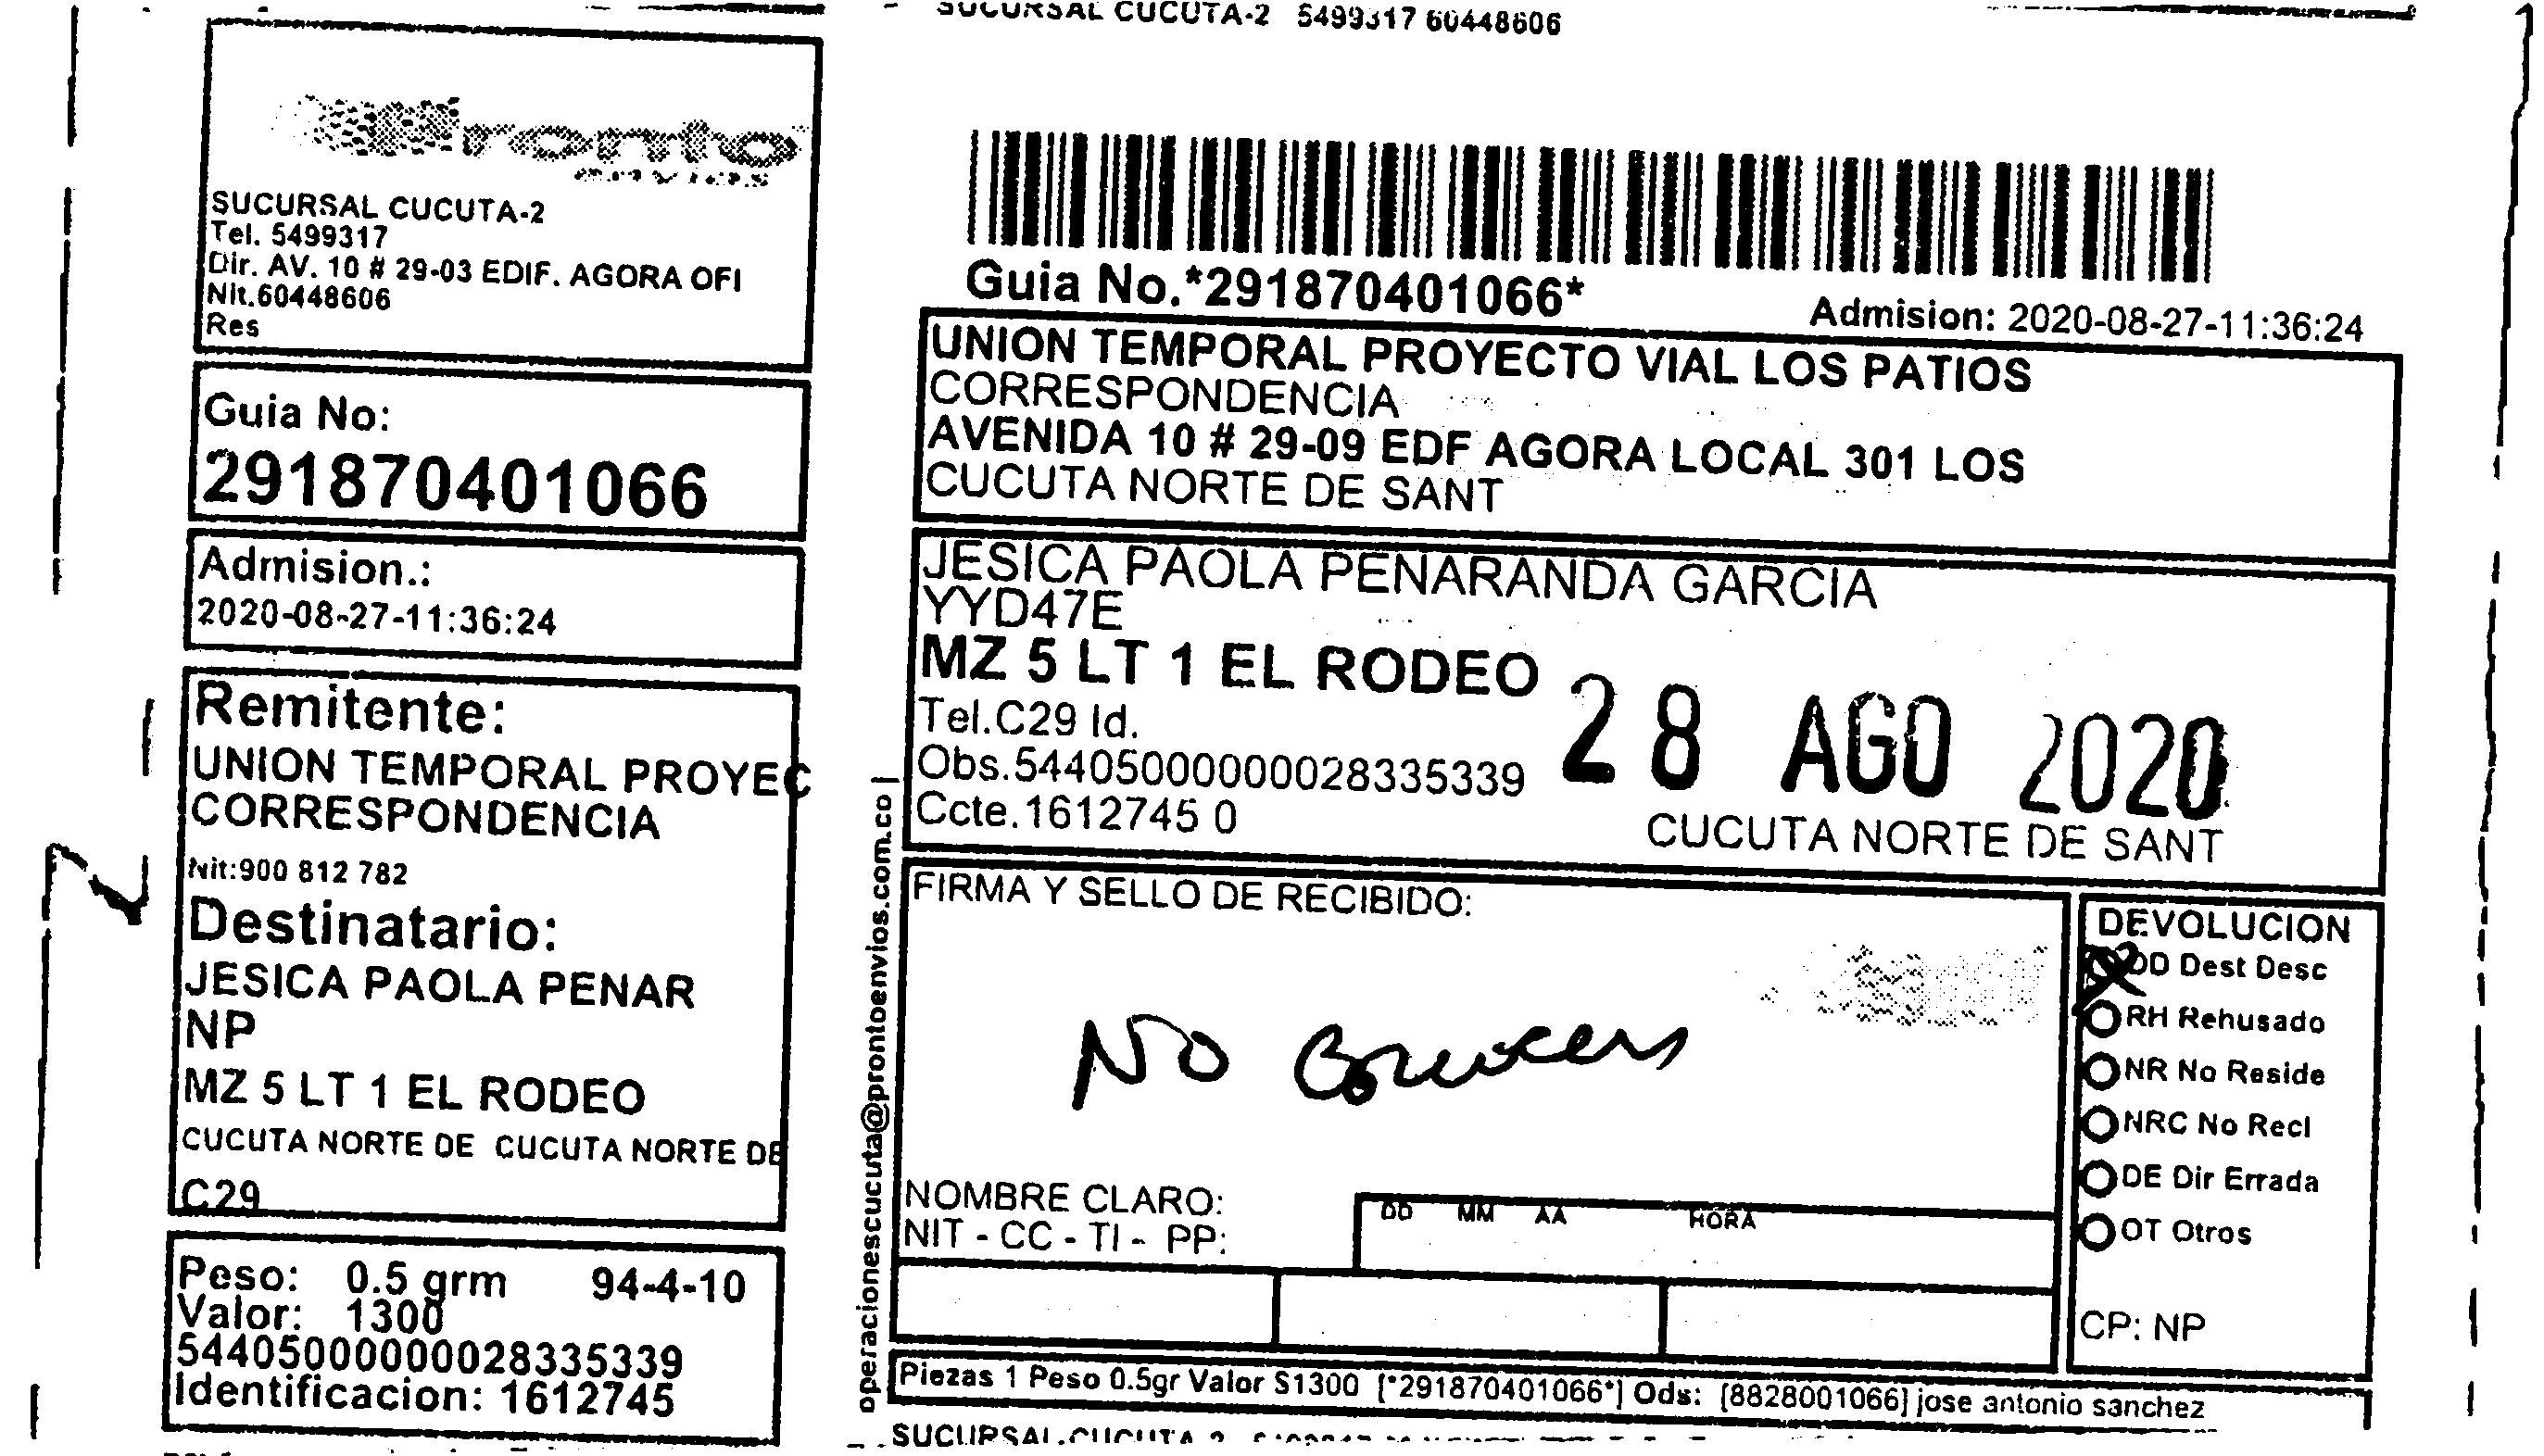 SUCURSAL CUCUTA-2 5499317 60448606
Pronto
envios
SUCURSAL CUCUTA-2
Tel. 5499317
Dir. AV. 10 # 29-03 EDIF. AGORA OFI
Nit.60448606
Res
Guia No:
291870401066
Admision.:
2020-08-27-11:36:24
Remitente:
UNION TEMPORAL PROYEC
CORRESPONDENCIA
Nit:900 812 782
Destinatario:
JESICA PAOLA PENAR
NP
MZ 5 LT 1 EL RODEO
CUCUTA NORTE DE CUCUTA NORTE DE
C29
Peso: 0.5 grm 94-4-10
Valor: 1300
544050000000028335339
Identificacion: 1612745
Guia No.*291870401066*
Admision: 2020-08-27-11:36:24
UNION TEMPORAL PROYECTO VIAL LOS PATIOS
CORRESPONDENCIA
AVENIDA 10 # 29-09 EDF AGORA LOCAL 301 LOS
CUCUTA NORTE DE SANT
JESICA PAOLA PENARANDA GARCIA
YYD47E
MZ 5 LT 1 EL RODEO
28 AGO 2020
Tel.C29 Id.
Obs.544050000000028335339
Ccte.1612745 0
CUCUTA NORTE DE SANT
operacionescucuta@prontoenvios.com.co |
FIRMA Y SELLO DE RECIBIDO:
No
NOMBRE CLARO:
NIT - CC - TI - PP:
DD MM AA HORA
DEVOLUCION
DD Dest Desc
RH Rehusado
NR No Reside
NRC No Recl
DE Dir Errada
OT Otros
CP: NP
Piezas 1 Peso 0.5gr Valor $1300 [*291870401066*] Ods: [8828001066] jose antonio sanchez
SUCURSAL CUCUTA-2